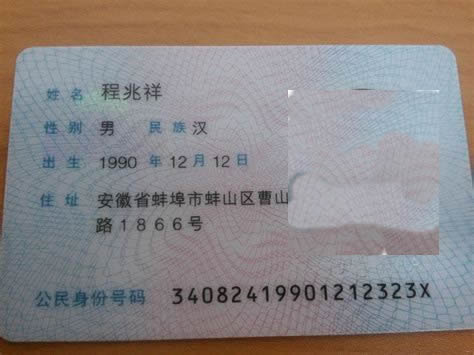 姓名 程兆祥
性别 男 民族 汉
出生 1990 年 12 月 12 日
住址 安徽省蚌埠市蚌山区曹山
路1866号
公民身份号码 34082419901212323X